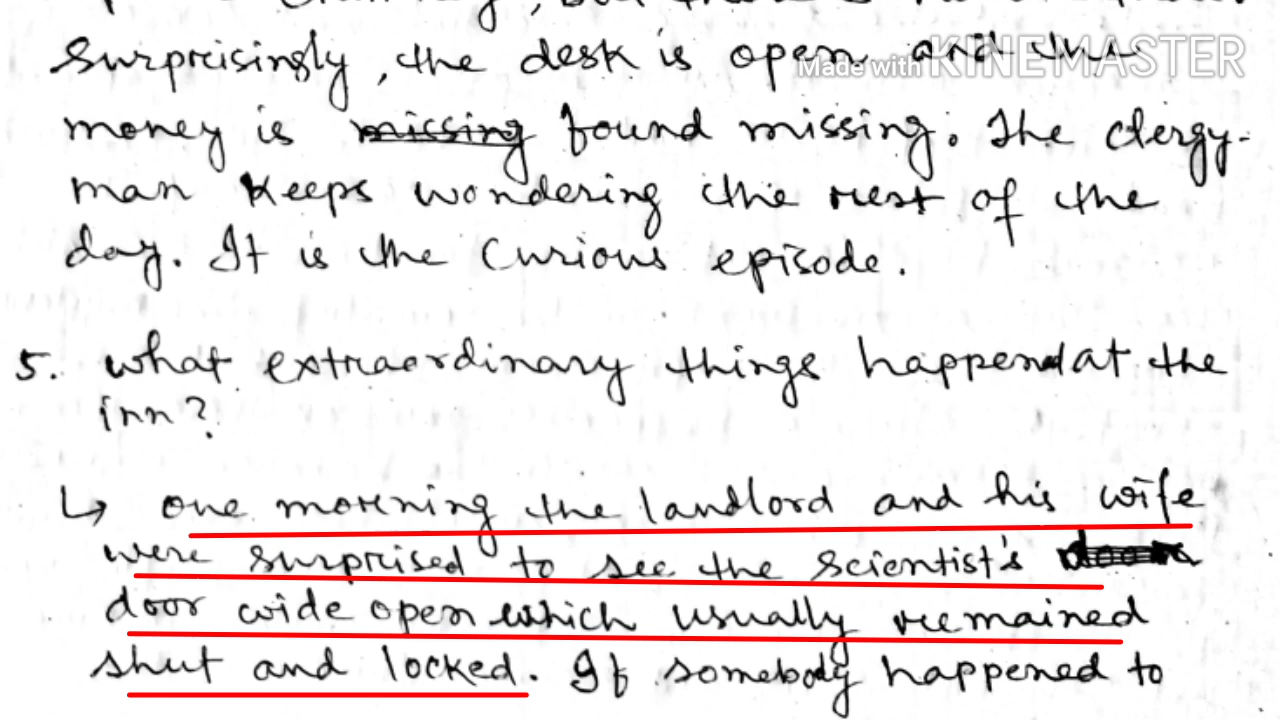 Surprisingly, the desk is open and the
Made with KINEMASTER
money is missing found missing. The clergy-
man keeps wondering the rest of the
day. It is the curious episode.
5. what extraordinary things happend at the
inn?
↳ one morning the landlord and his wife
were surprised to see the scientist's door
door wide open which usually remained
shut and locked. If somebody happened to